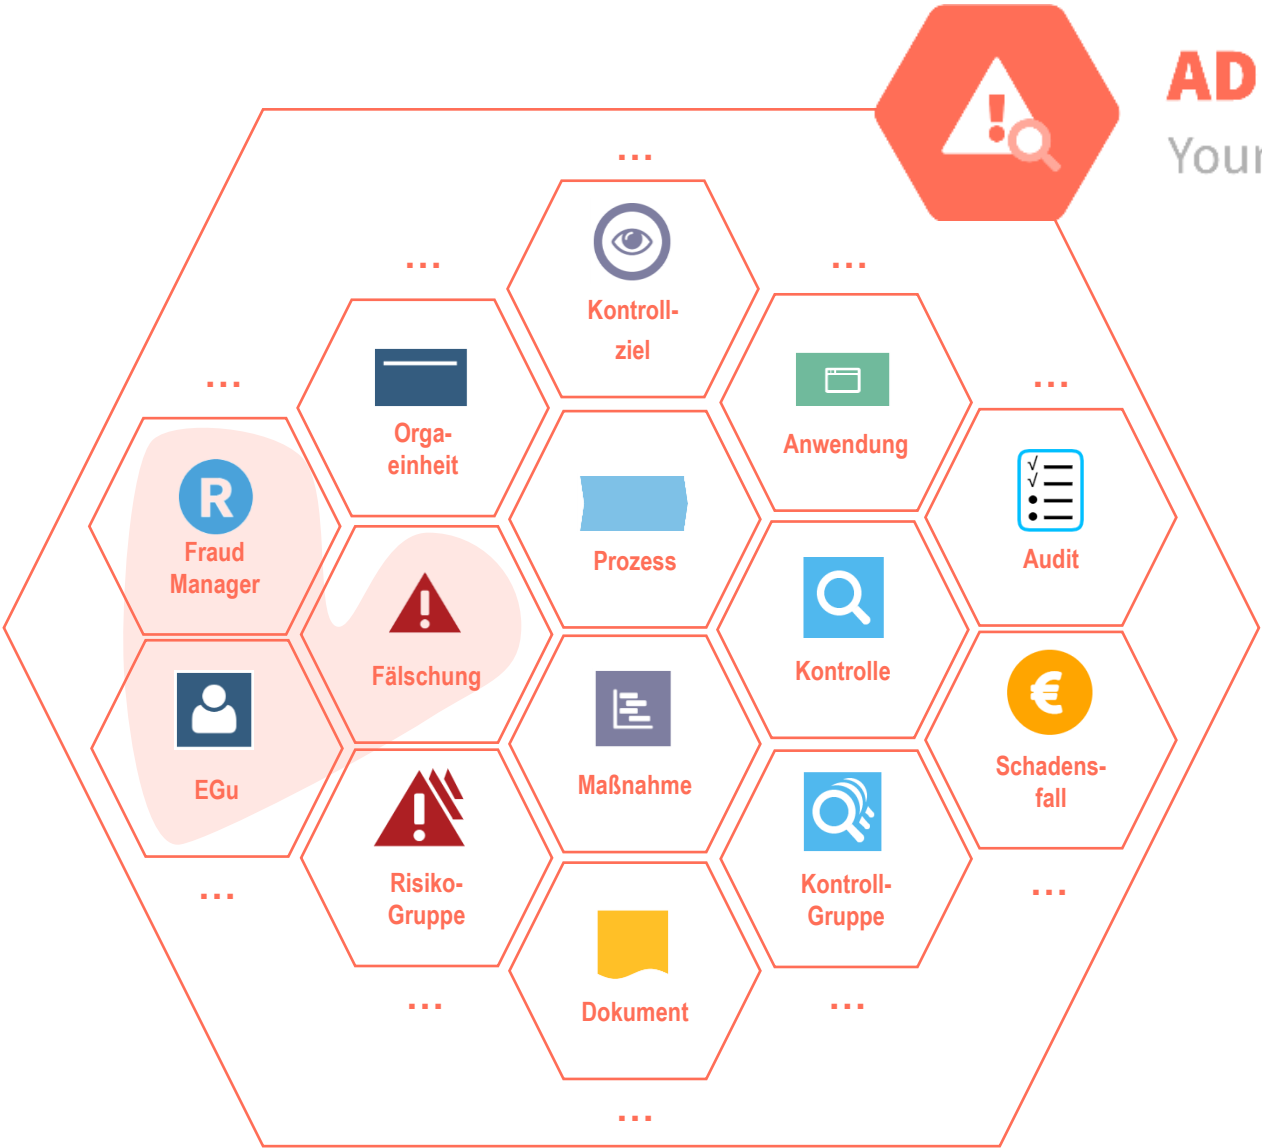 AD
Your
...
Kontroll-
ziel
...
...
Orga-
einheit
Anwendung
...
...
R
Fraud
Manager
Prozess
√
√
Audit
Fälschung
Kontrolle
EGu
Maßnahme
€
Schadens-
fall
Risiko-
Gruppe
Kontroll-
Gruppe
...
...
Dokument
...
...
...